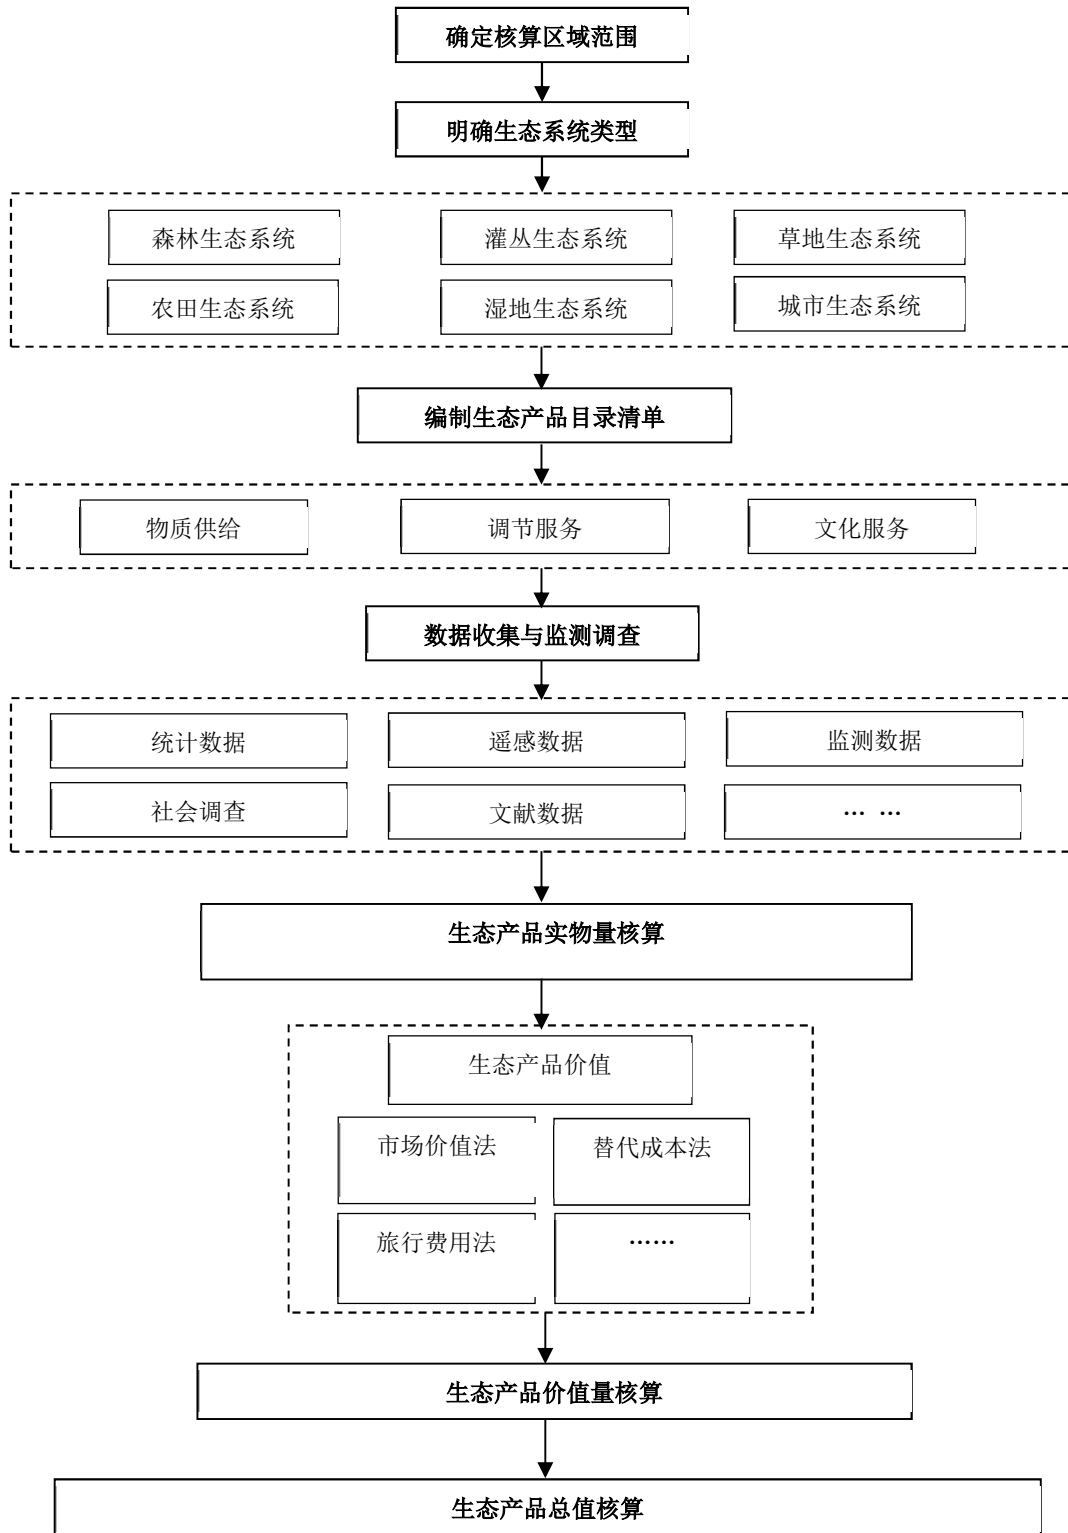 确定核算区域范围
明确生态系统类型
森林生态系统
灌丛生态系统
草地生态系统
农田生态系统
湿地生态系统
城市生态系统
编制生态产品目录清单
物质供给
调节服务
文化服务
数据收集与监测调查
统计数据
遥感数据
监测数据
社会调查
文献数据
… …
生态产品实物量核算
生态产品价值
市场价值法
替代成本法
旅行费用法
……
生态产品价值量核算
生态产品总值核算